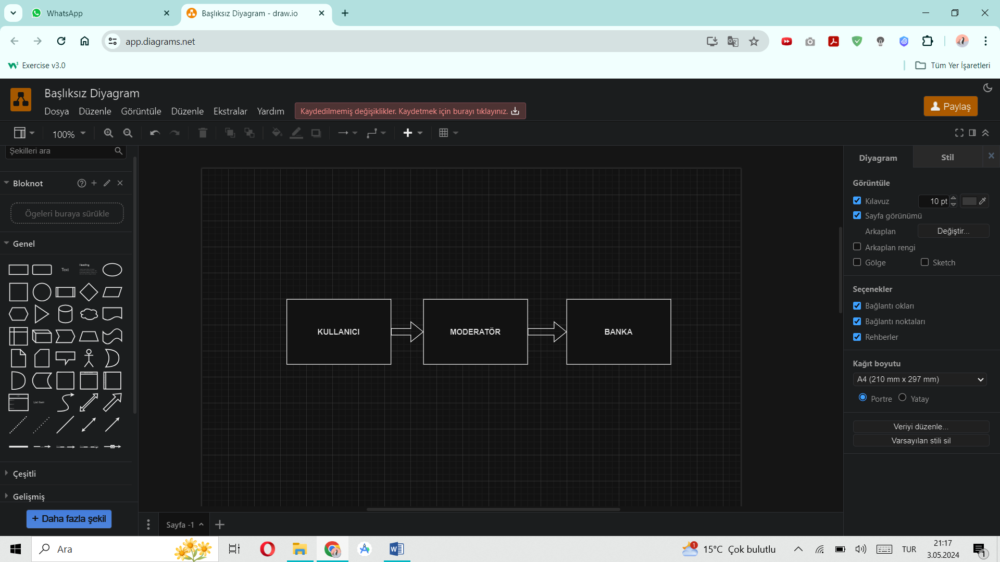 WhatsApp
Başlıksız Diyagram - draw.io
app.diagrams.net
Exercise v3.0
Tüm Yer İşaretleri
Başlıksız Diyagram
Dosya Düzenle Görüntüle Düzenle Ekstralar Yardım
Kaydedilmemiş değişiklikler. Kaydetmek için burayı tıklayınız.
Paylaş
100%
Şekilleri ara
Bloknot
Ögeleri buraya sürükle
Genel
Text
Heading
List Item
Çeşitli
Gelişmiş
+ Daha fazla şekil
KULLANICI
MODERATÖR
BANKA
Sayfa -1
Diyagram
Stil
Görüntüle
Kılavuz
10 pt
Sayfa görünümü
Arkaplan
Değiştir...
Arkaplan rengi
Gölge
Sketch
Seçenekler
Bağlantı okları
Bağlantı noktaları
Rehberler
Kağıt boyutu
A4 (210 mm x 297 mm)
Portre
Yatay
Veriyi düzenle...
Varsayılan stili sil
Ara
1
15°C Çok bulutlu
TUR
21:17
3.05.2024
1